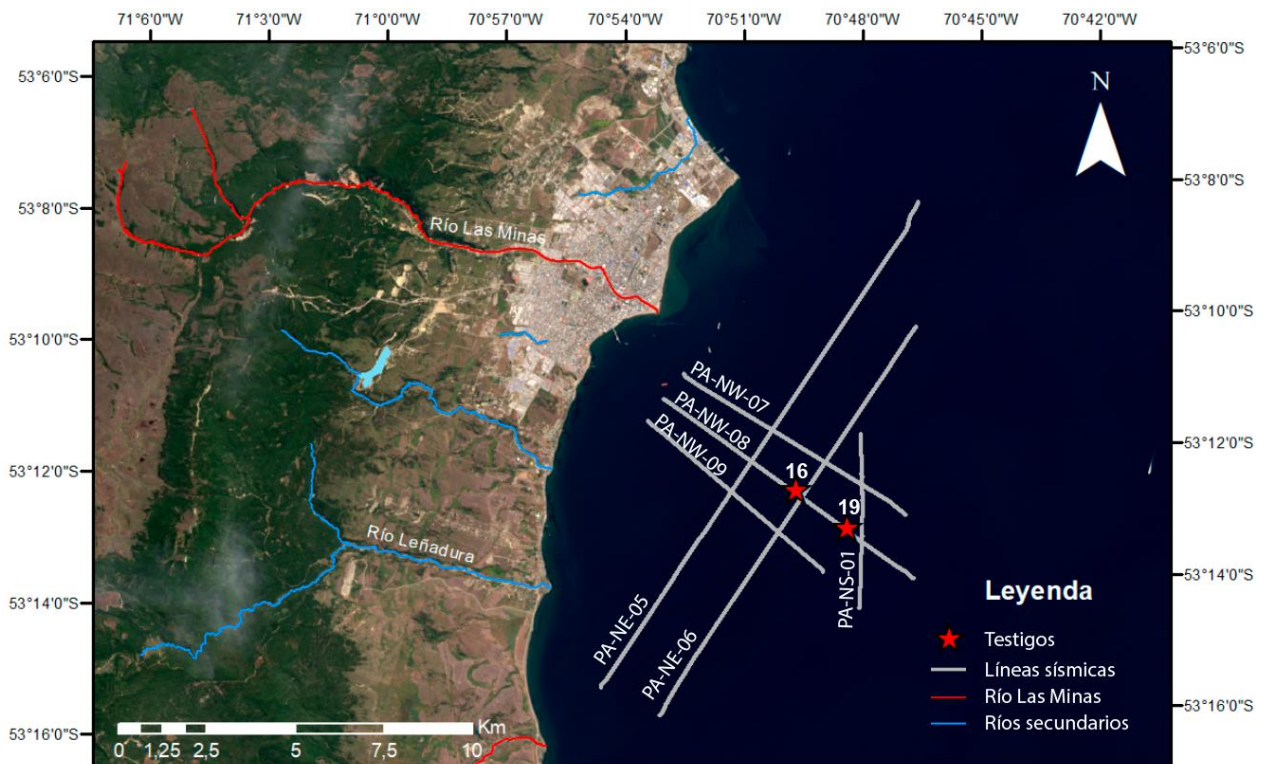 71°6'0"W 71°3'0"W 71°0'0"W 70°57'0"W 70°54'0"W 70°51'0"W 70°48'0"W 70°45'0"W 70°42'0"W
53°6'0"S
53°8'0"S
53°10'0"S
53°12'0"S
53°14'0"S
53°16'0"S
53°6'0"S
53°8'0"S
53°10'0"S
53°12'0"S
53°14'0"S
53°16'0"S
N
Río Las Minas
Río Leñadura
PA-NW-07
PA-NW-08
PA-NW-09
16
19
PA-NS-01
PA-NE-05
PA-NE-06
Leyenda
Testigos
Líneas sísmicas
Río Las Minas
Ríos secundarios
Km
0 1,25 2,5 5 7,5 10